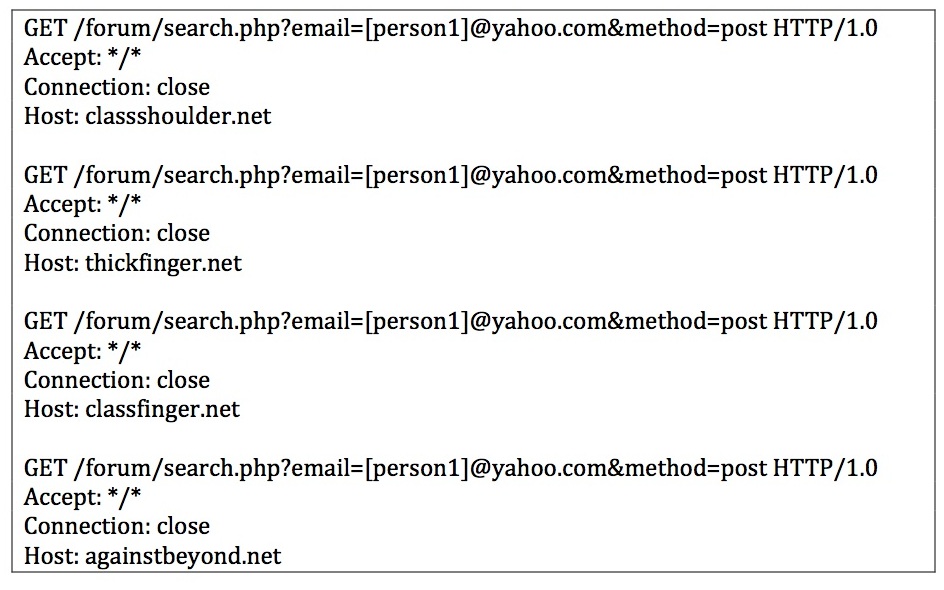 GET /forum/search.php?email=[person1]@yahoo.com&method=post HTTP/1.0
Accept: */*
Connection: close
Host: classshoulder.net
GET /forum/search.php?email=[person1]@yahoo.com&method=post HTTP/1.0
Accept: */*
Connection: close
Host: thickfinger.net
GET /forum/search.php?email=[person1]@yahoo.com&method=post HTTP/1.0
Accept: */*
Connection: close
Host: classfinger.net
GET /forum/search.php?email=[person1]@yahoo.com&method=post HTTP/1.0
Accept: */*
Connection: close
Host: againstbeyond.net